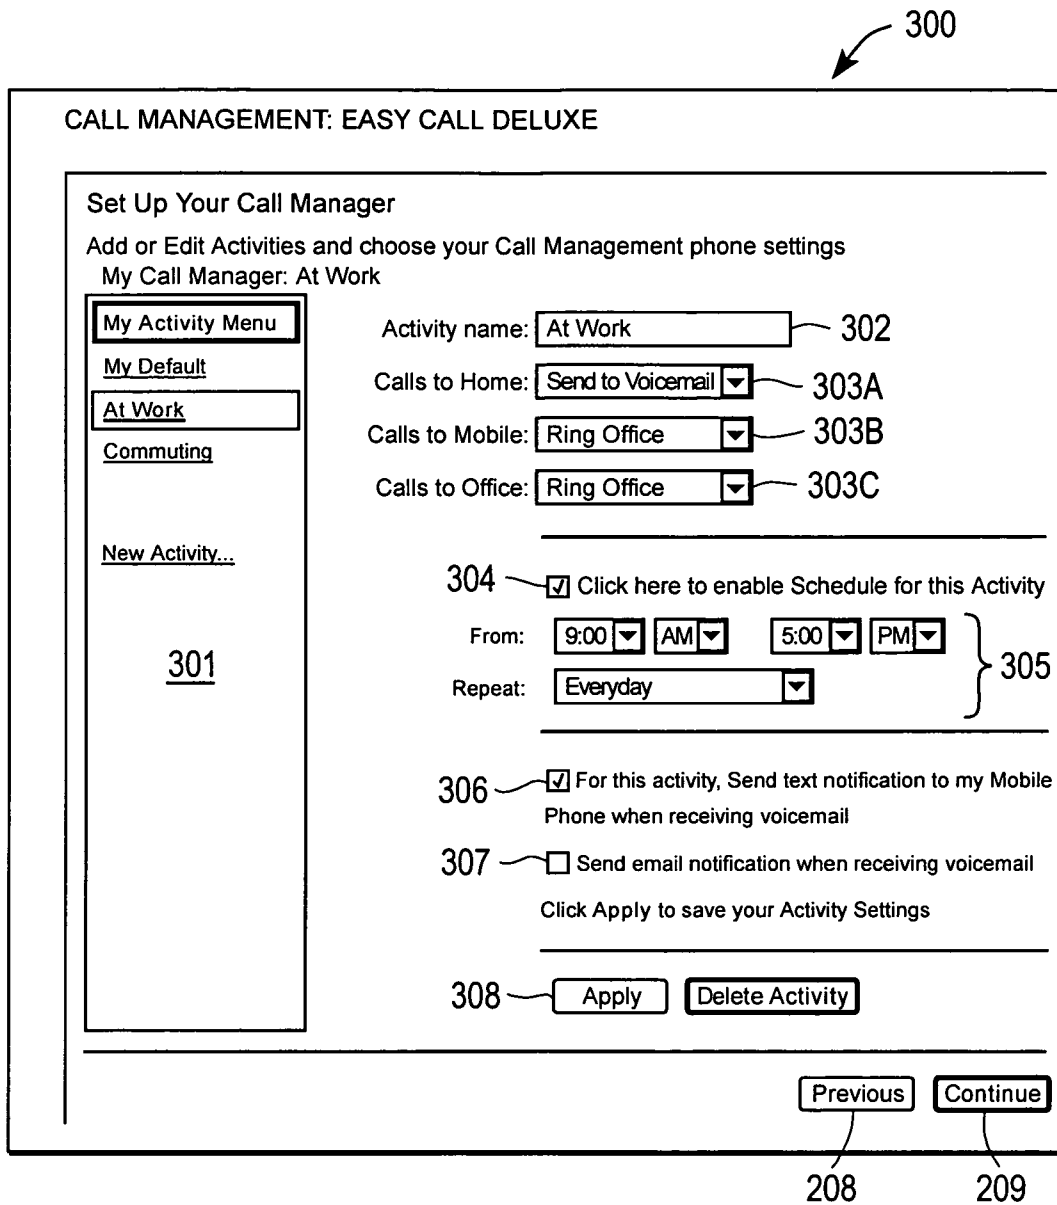 300
CALL MANAGEMENT: EASY CALL DELUXE
Set Up Your Call Manager
Add or Edit Activities and choose your Call Management phone settings
My Call Manager: At Work
My Activity Menu
My Default
At Work
Commuting
New Activity...
301
Activity name: At Work 302
Calls to Home: Send to Voicemail 303A
Calls to Mobile: Ring Office 303B
Calls to Office: Ring Office 303C
304 Click here to enable Schedule for this Activity
From: 9:00 AM 5:00 PM
305
Repeat: Everyday
306 For this activity, Send text notification to my Mobile
Phone when receiving voicemail
307 Send email notification when receiving voicemail
Click Apply to save your Activity Settings
308 Apply Delete Activity
Previous Continue
208 209